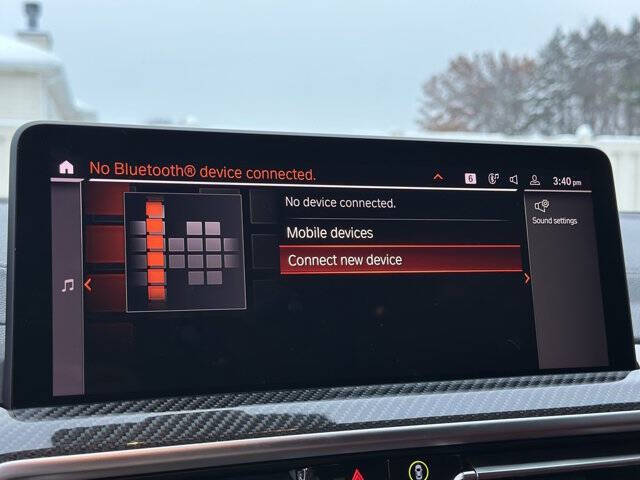 No Bluetooth® device connected.
6
3:40 pm
No device connected.
Mobile devices
Connect new device
Sound settings